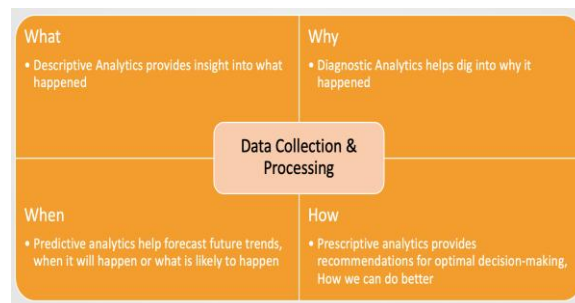 What
• Descriptive Analytics provides insight into what
happened
Why
• Diagnostic Analytics helps dig into why it
happened
Data Collection &
Processing
When
• Predictive analytics help forecast future trends,
when it will happen or what is likely to happen
How
• Prescriptive analytics provides
recommendations for optimal decision-making,
How we can do better